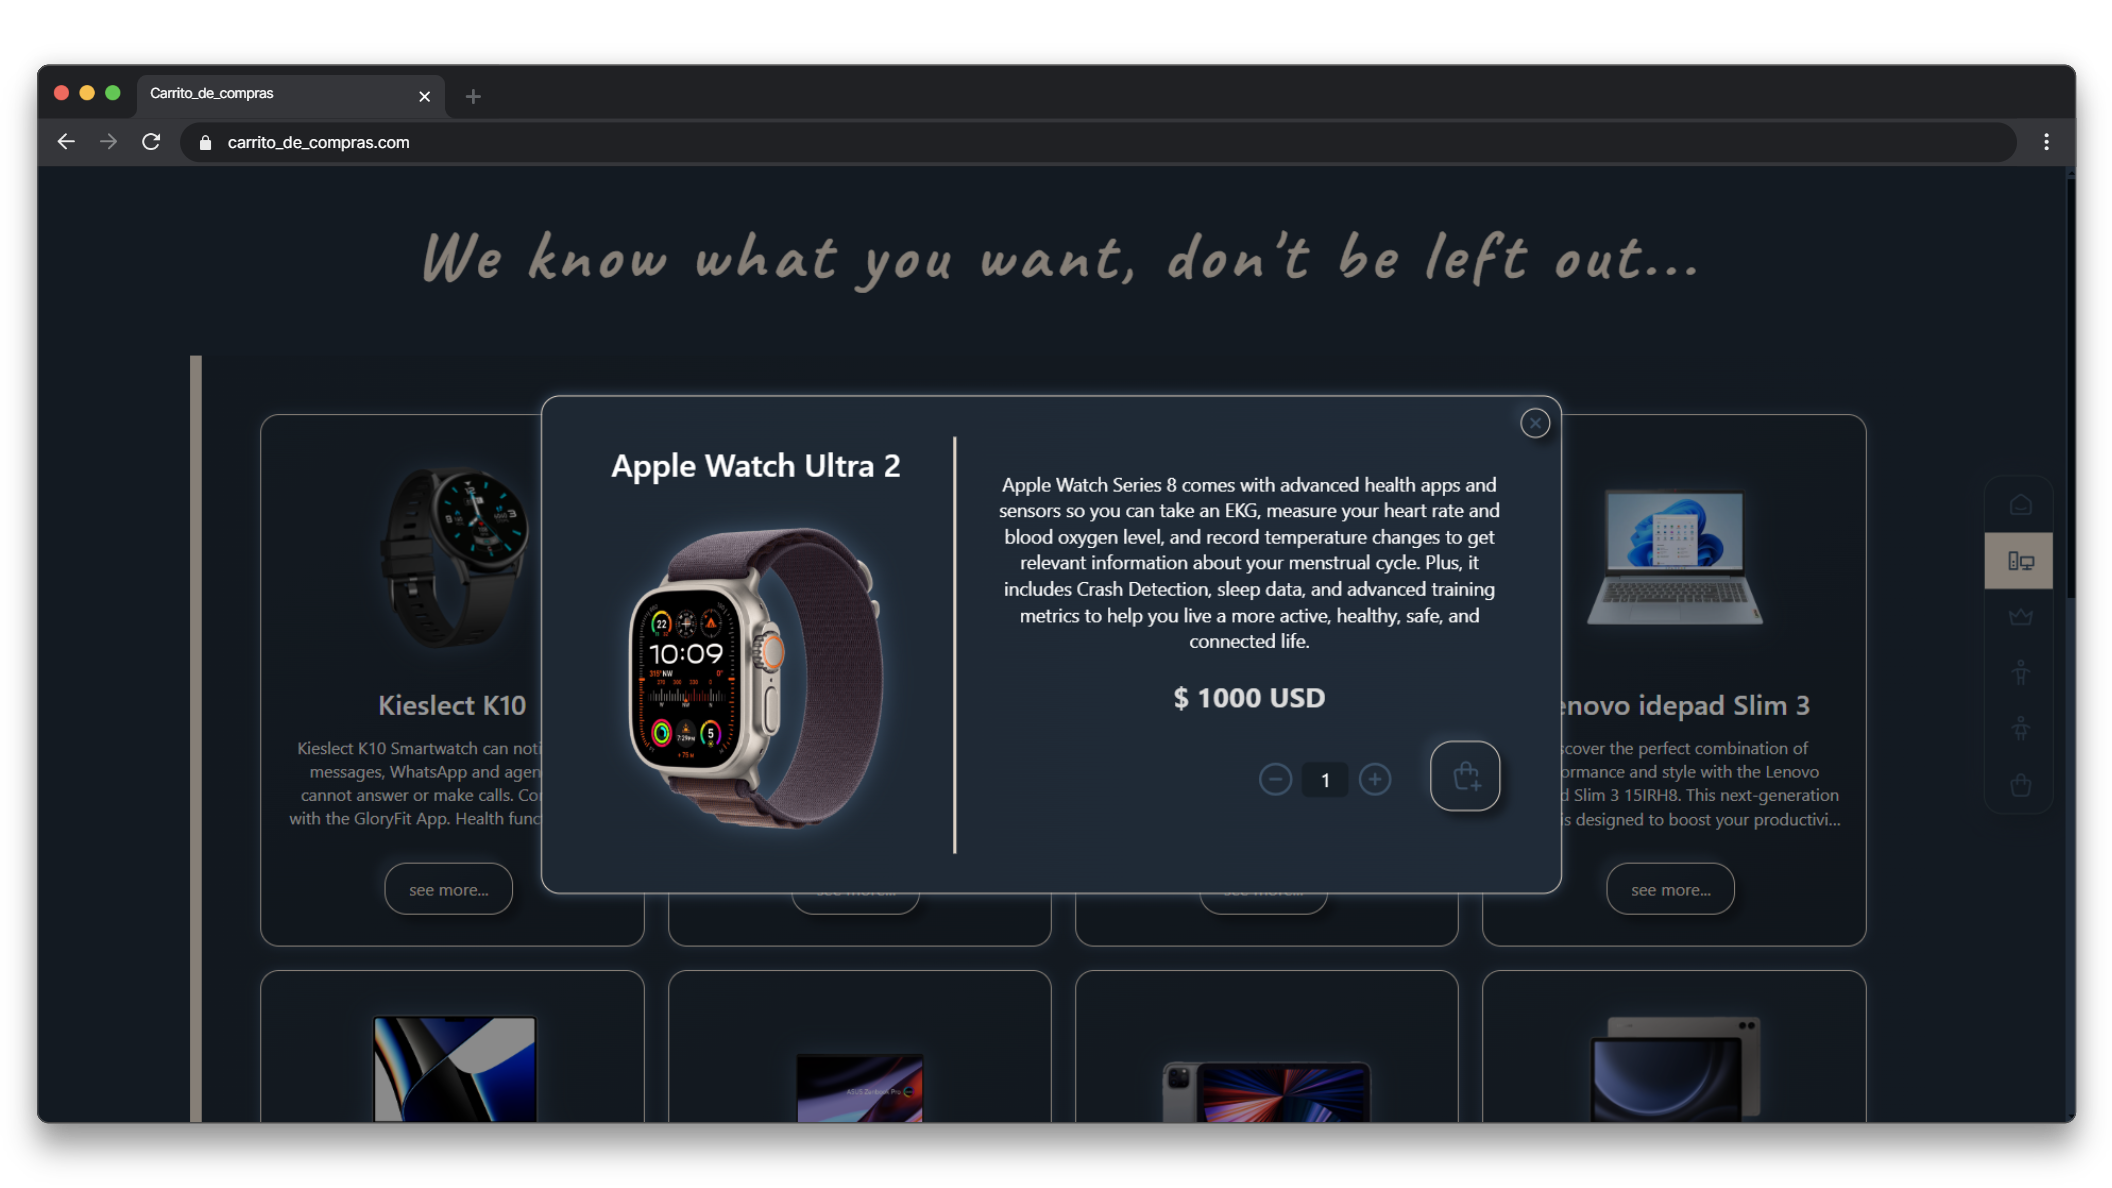 Carrito_de_compras
carrito_de_compras.com
We know what you want, don't be left out...
Kieslect K10
Kieslect K10 Smartwatch can noti
messages, WhatsApp and agen
cannot answer or make calls. Co
with the GloryFit App. Health func
see more...
Apple Watch Ultra 2
22
10:09
5
Apple Watch Series 8 comes with advanced health apps and
sensors so you can take an EKG, measure your heart rate and
blood oxygen level, and record temperature changes to get
relevant information about your menstrual cycle. Plus, it
includes Crash Detection, sleep data, and advanced training
metrics to help you live a more active, healthy, safe, and
connected life.
$ 1000 USD
1
enovo idepad Slim 3
scover the perfect combination of
ormance and style with the Lenovo
d Slim 3 15IRH8. This next-generation
is designed to boost your productivi...
see more...